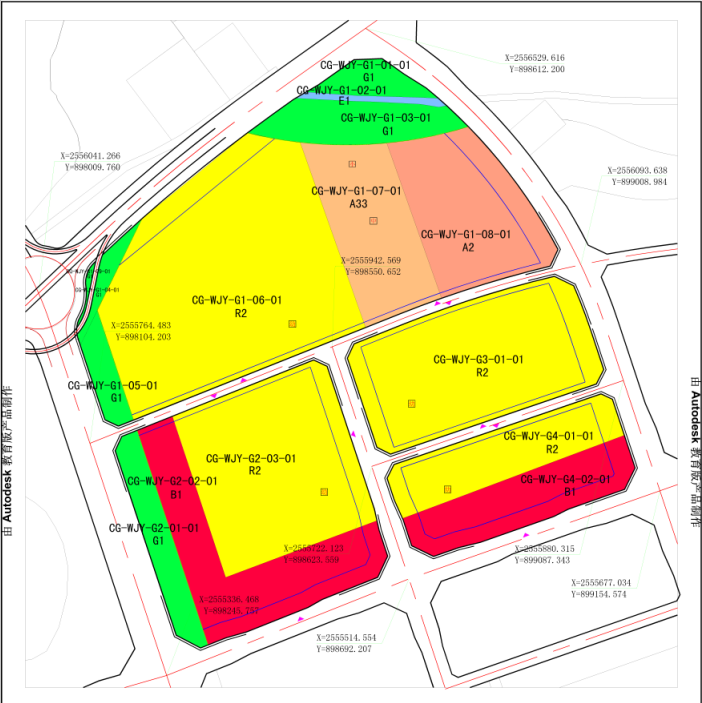 CG-WJY-G1-01-01
G1
CG-WJY-G1-02-01
E1
CG-WJY-G1-03-01
G1
X=2556529.616
Y=898612.200
X=2556041.266
Y=898009.760
X=2556093.638
Y=899008.984
CG-WJY-G1-07-01
A33
CG-WJY-G1-08-01
A2
X=2555942.569
Y=898550.652
CG-WJY-G1-04-01
CG-WJY-G1-06-01
R2
X=2555764.483
Y=898104.203
CG-WJY-G3-01-01
R2
CG-WJY-G1-05-01
G1
CG-WJY-G4-01-01
R2
CG-WJY-G2-03-01
R2
CG-WJY-G2-02-01
B1
CG-WJY-G4-02-01
B1
CG-WJY-G2-01-01
G1
X=2555880.315
Y=899087.343
X=2555677.034
Y=899154.574
X=2555514.554
Y=898692.207
由 Autodesk 教育版产品制作
由 Autodesk 教育版产品制作